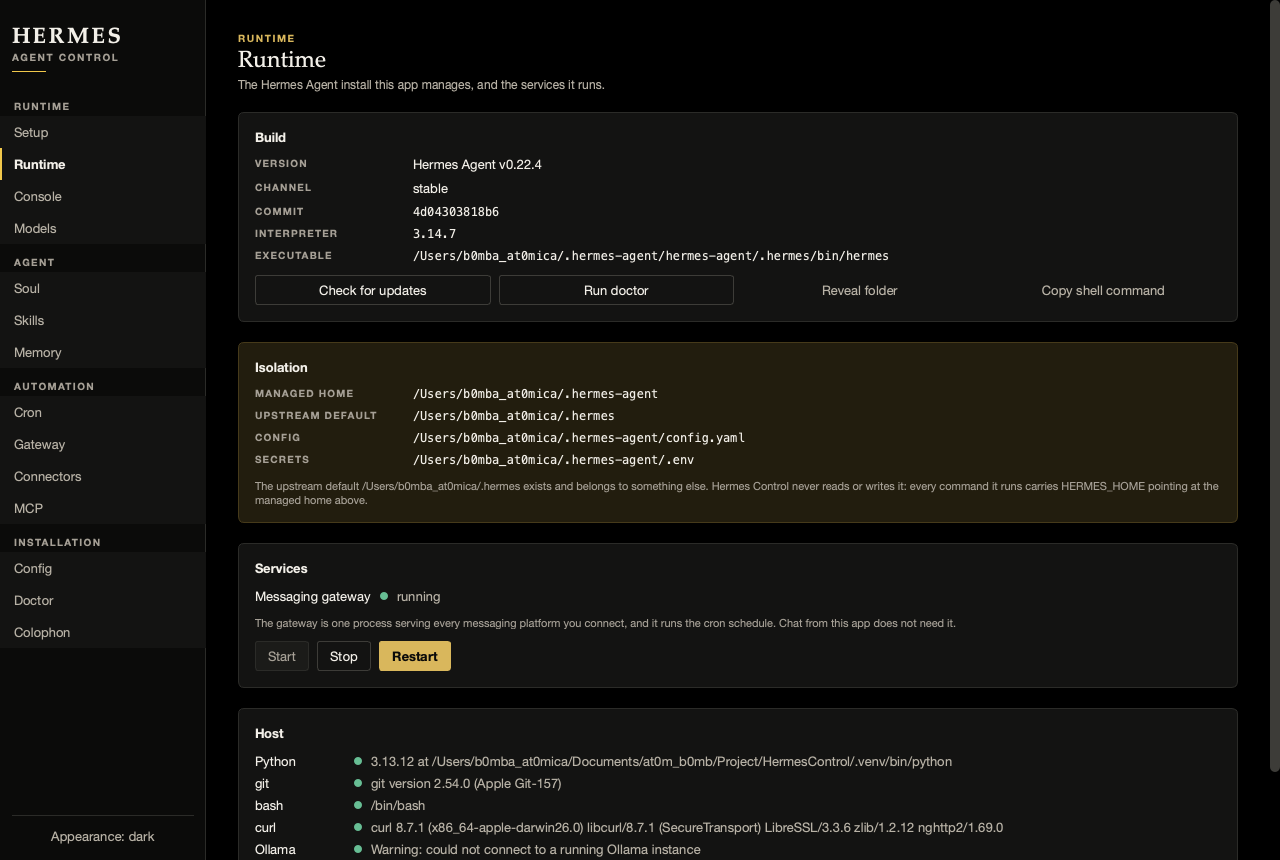 HERMES
AGENT CONTROL
RUNTIME
Setup
Runtime
Console
Models
AGENT
Soul
Skills
Memory
AUTOMATION
Cron
Gateway
Connectors
MCP
INSTALLATION
Config
Doctor
Colophon
Appearance: dark
RUNTIME
Runtime
The Hermes Agent install this app manages, and the services it runs.
Build
VERSION Hermes Agent v0.22.4
CHANNEL stable
COMMIT 4d04303818b6
INTERPRETER 3.14.7
EXECUTABLE /Users/b0mba_at0mica/.hermes-agent/hermes-agent/.hermes/bin/hermes
Check for updates Run doctor Reveal folder Copy shell command
Isolation
MANAGED HOME /Users/b0mba_at0mica/.hermes-agent
UPSTREAM DEFAULT /Users/b0mba_at0mica/.hermes
CONFIG /Users/b0mba_at0mica/.hermes-agent/config.yaml
SECRETS /Users/b0mba_at0mica/.hermes-agent/.env
The upstream default /Users/b0mba_at0mica/.hermes exists and belongs to something else. Hermes Control never reads or writes it: every command it runs carries HERMES_HOME pointing at the
managed home above.
Services
Messaging gateway running
The gateway is one process serving every messaging platform you connect, and it runs the cron schedule. Chat from this app does not need it.
Start Stop Restart
Host
Python 3.13.12 at /Users/b0mba_at0mica/Documents/at0m_b0mb/Project/HermesControl/.venv/bin/python
git git version 2.54.0 (Apple Git-157)
bash /bin/bash
curl curl 8.7.1 (x86_64-apple-darwin26.0) libcurl/8.7.1 (SecureTransport) LibreSSL/3.3.6 zlib/1.2.12 nghttp2/1.69.0
Ollama Warning: could not connect to a running Ollama instance